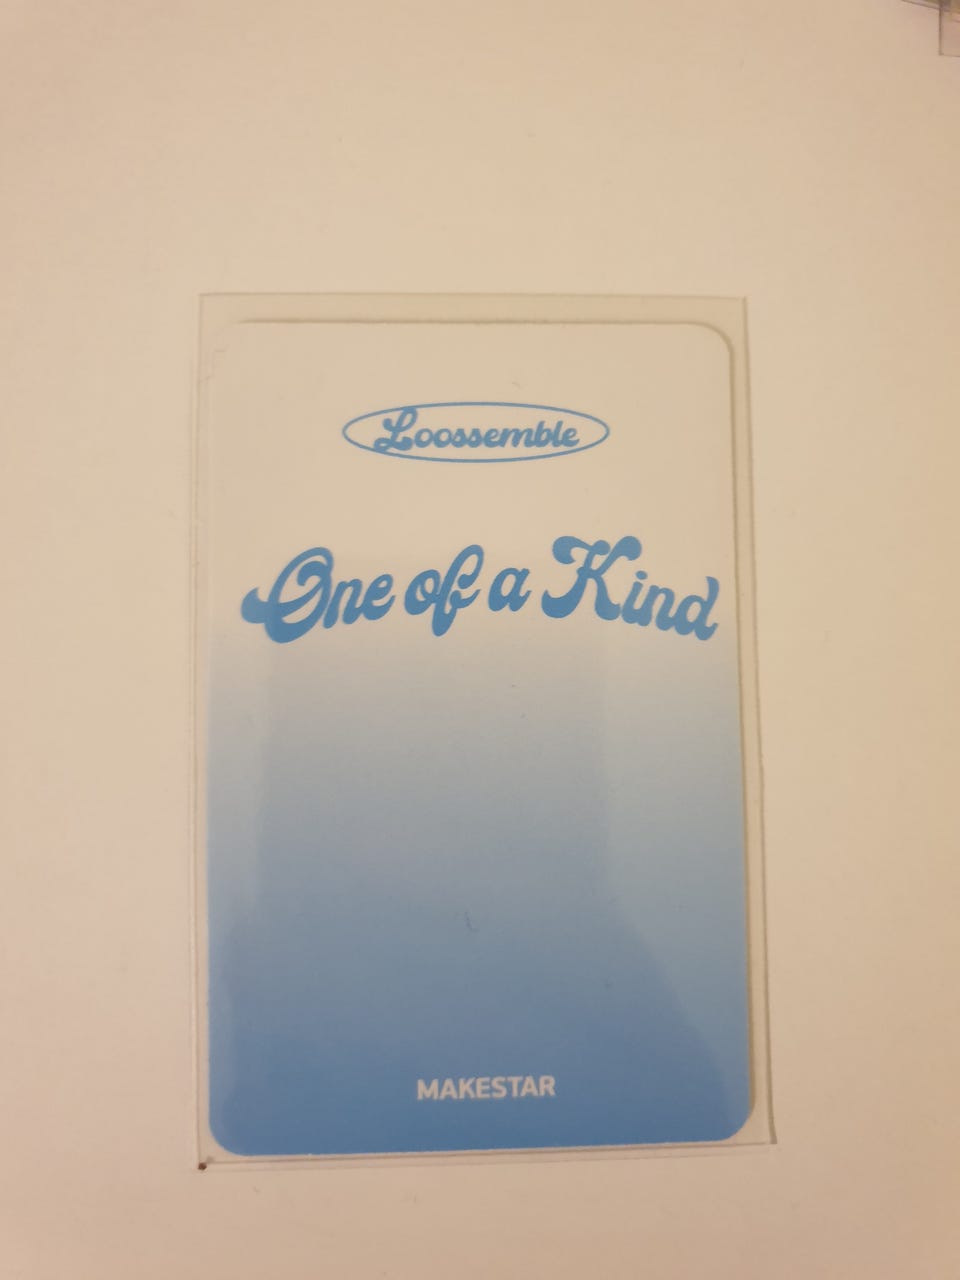 Loossemble
One of a Kind
MAKESTAR